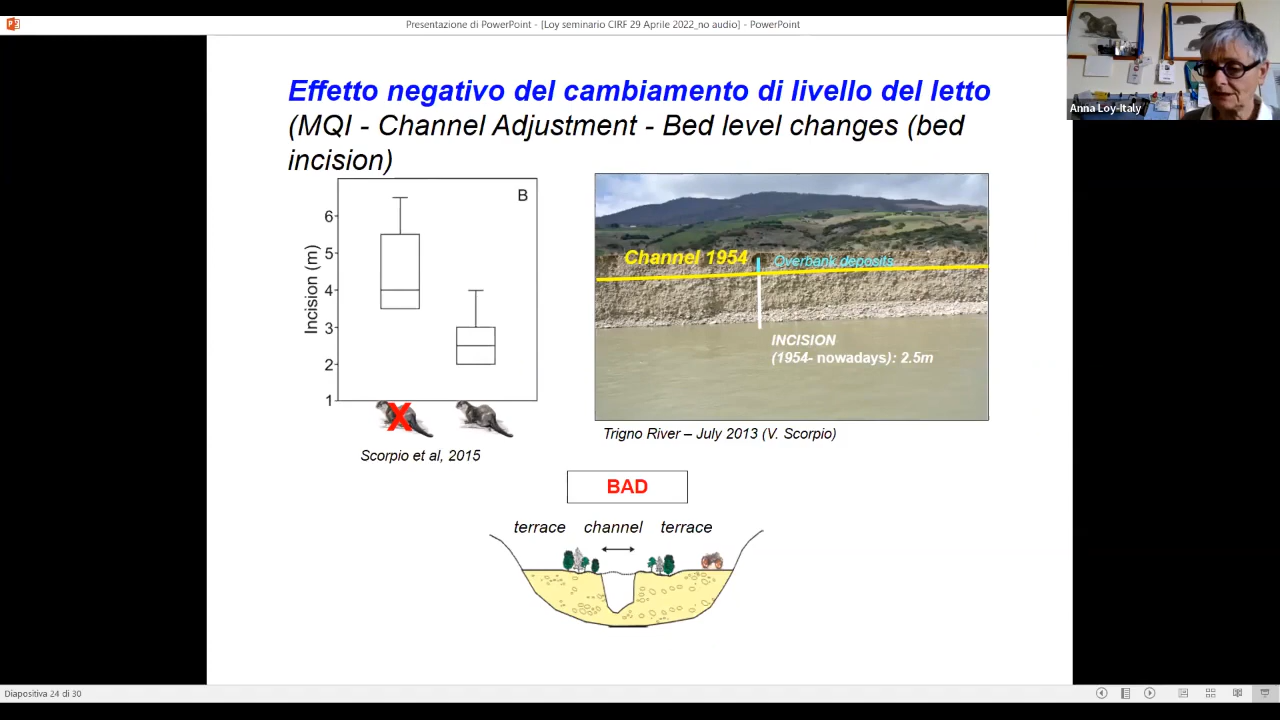 Presentazione di PowerPoint - [Loy seminario CIRF 29 Aprile 2022_no audio] - PowerPoint
Anna Loy-Italy
Effetto negativo del cambiamento di livello del letto
(MQI - Channel Adjustment - Bed level changes (bed
incision)
B
6
5
4
3
2
1
Incision (m)
X
Scorpio et al, 2015
Channel 1954
Overbank deposits
INCISION
(1954- nowadays): 2.5m
Trigno River – July 2013 (V. Scorpio)
BAD
terrace channel terrace
Diapositiva 24 di 30